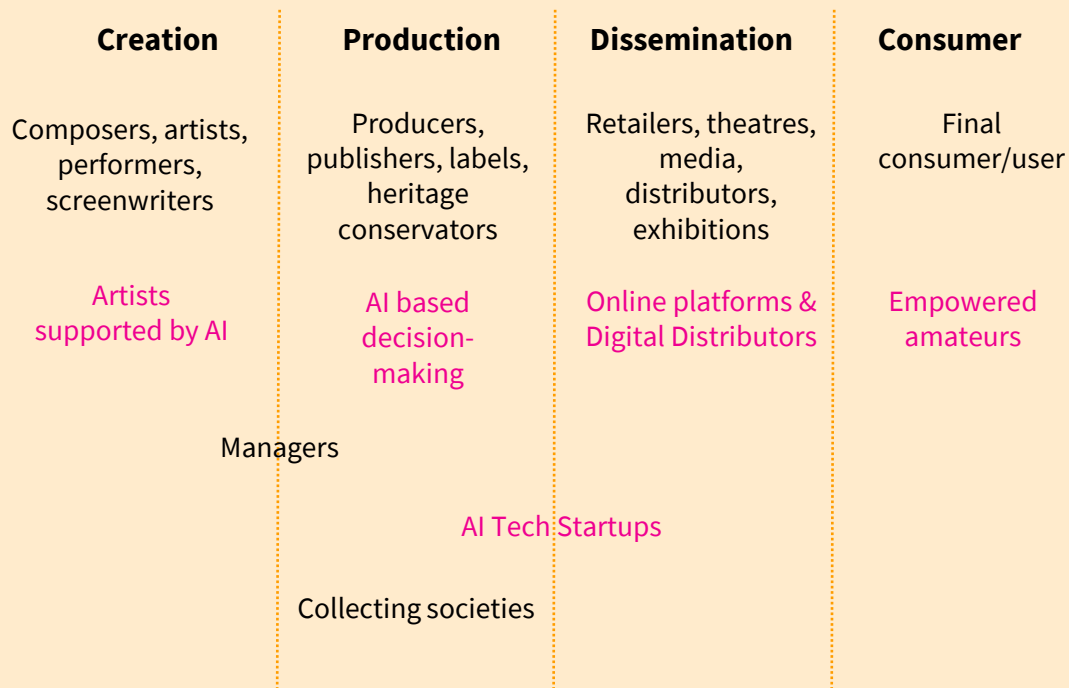 Creation
Composers, artists,
performers,
screenwriters
Artists
supported by AI
Production
Producers,
publishers, labels,
heritage
conservators
AI based
decision-
making
Dissemination
Retailers, theatres,
media,
distributors,
exhibitions
Online platforms &
Digital Distributors
Consumer
Final
consumer/user
Empowered
amateurs
Managers
AI Tech Startups
Collecting societies